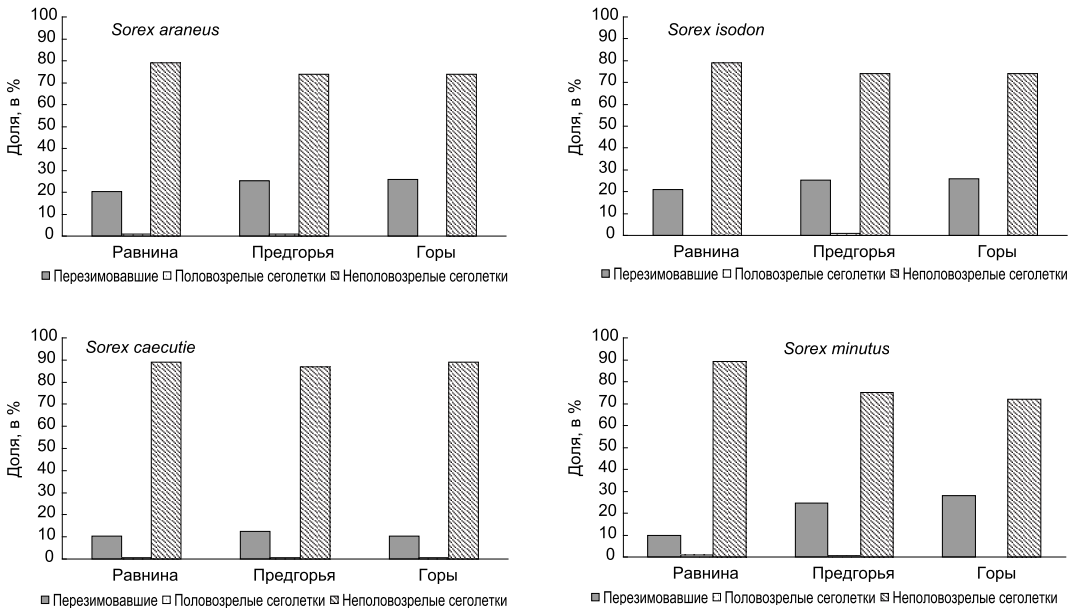 Sorex araneus
Доля, в %
100
90
80
70
60
50
40
30
20
10
0
Равнина Предгорья Горы
Перезимовавшие Половозрелые сеголетки Неполовозрелые сеголетки
Sorex isodon
Доля, в %
100
90
80
70
60
50
40
30
20
10
0
Равнина Предгорья Горы
Перезимовавшие Половозрелые сеголетки Неполовозрелые сеголетки
Sorex caecutie
Доля, в %
100
90
80
70
60
50
40
30
20
10
0
Равнина Предгорья Горы
Перезимовавшие Половозрелые сеголетки Неполовозрелые сеголетки
Sorex minutus
Доля, в %
100
90
80
70
60
50
40
30
20
10
0
Равнина Предгорья Горы
Перезимовавшие Половозрелые сеголетки Неполовозрелые сеголетки